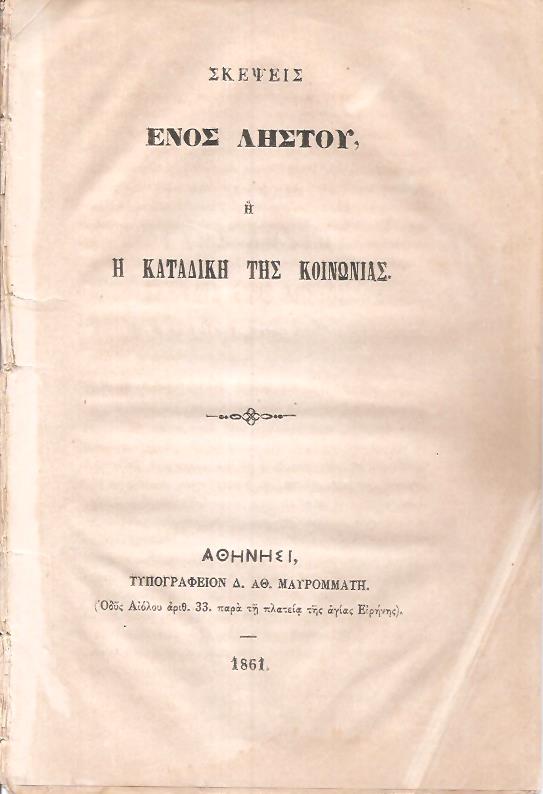 ΣΚΕΨΕΙΣ
ΕΝΟΣ ΛΗΣΤΟΥ,
ἢ
Η ΚΑΤΑΔΙΚΗ ΤΗΣ ΚΟΙΝΩΝΙΑΣ.
ΑΘΗΝΗΣΙ,
ΤΥΠΟΓΡΑΦΕΙΟΝ Δ. ΑΘ. ΜΑΥΡΟΜΜΑΤΗ.
(Ὁδὸς Αἰόλου ἀριθ. 33. παρὰ τῇ πλατείᾳ τῆς ἁγίας Εἰρήνης).
1861.